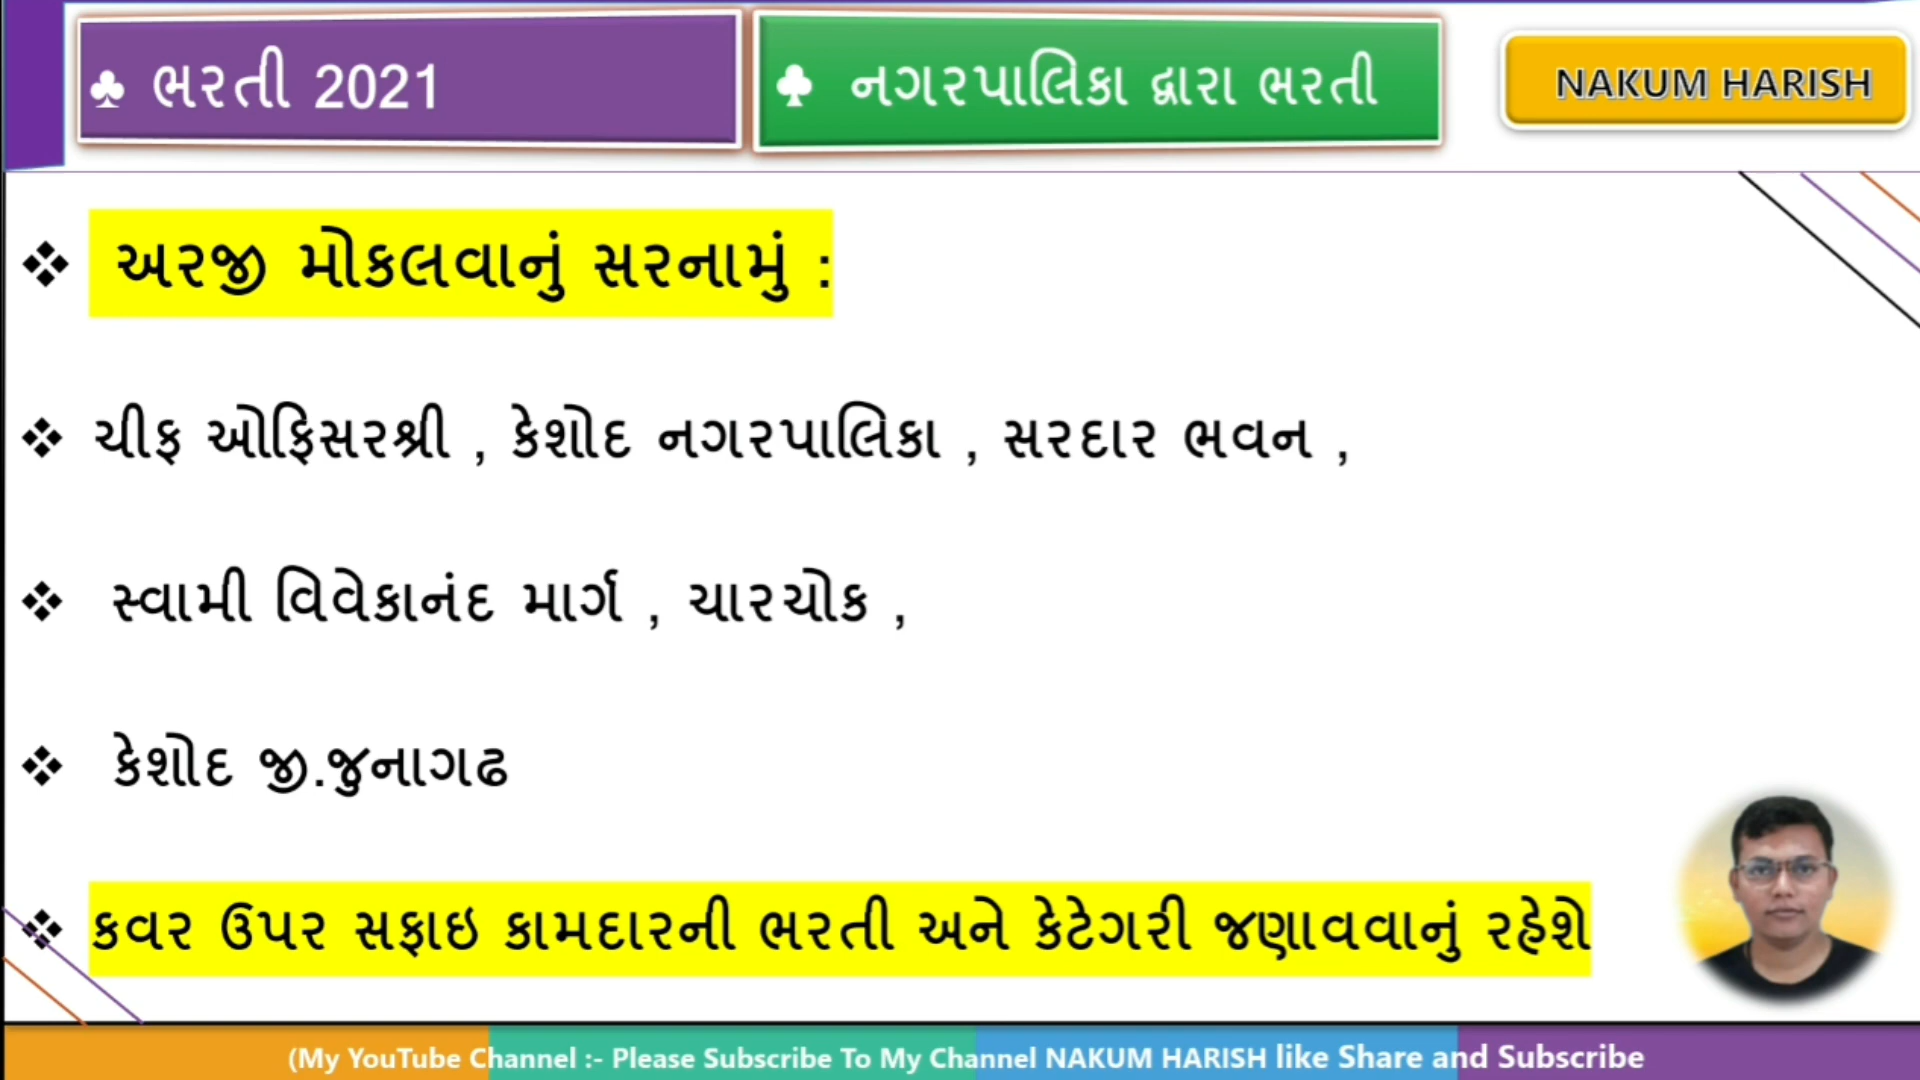 ♣ ભરતી 2021
♣ નગરપાલિકા દ્વારા ભરતી
NAKUM HARISH
❖ અરજી મોકલવાનું સરનામું :
❖ ચીફ ઓફિસરશ્રી , કેશોદ નગરપાલિકા , સરદાર ભવન ,
❖ સ્વામી વિવેકાનંદ માર્ગ , ચારચોક ,
❖ કેશોદ જી.જુનાગઢ
❖ કવર ઉપર સફાઇ કામદારની ભરતી અને કેટેગરી જણાવવાનું રહેશે
(My YouTube Channel :- Please Subscribe To My Channel NAKUM HARISH like Share and Subscribe